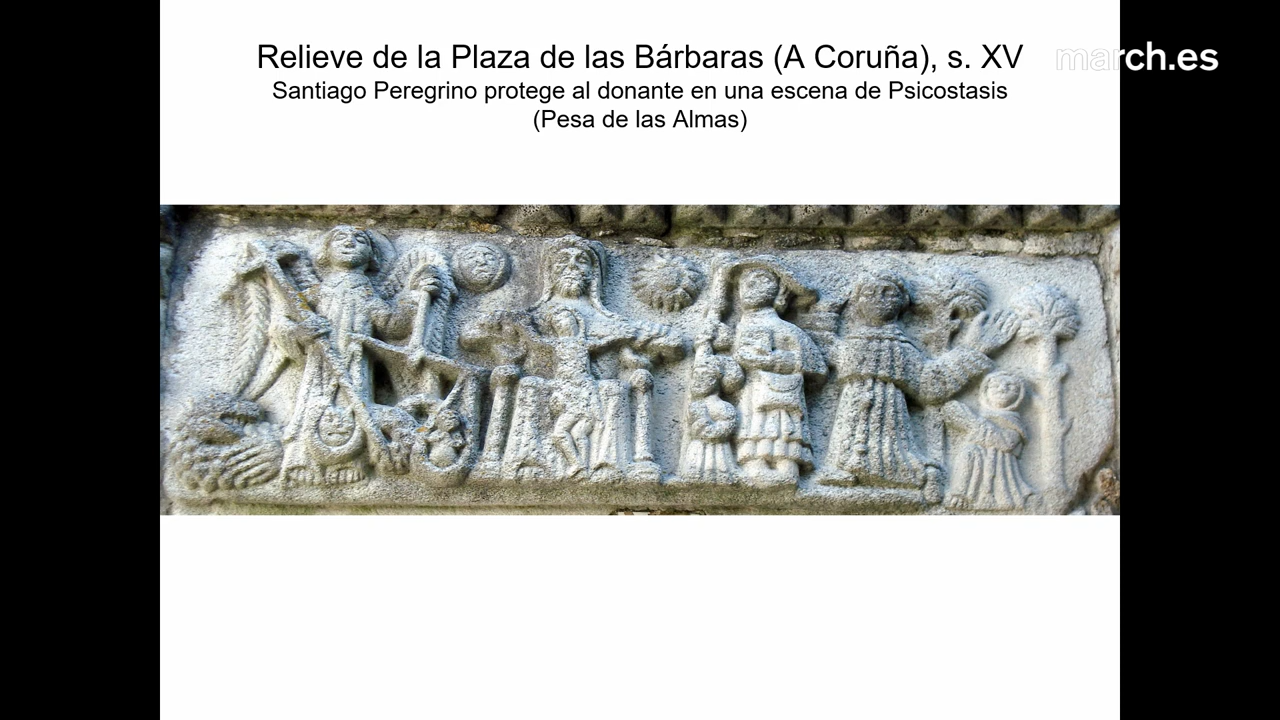 Relieve de la Plaza de las Bárbaras (A Coruña), s. XV
march.es
Santiago Peregrino protege al donante en una escena de Psicostasis
(Pesa de las Almas)